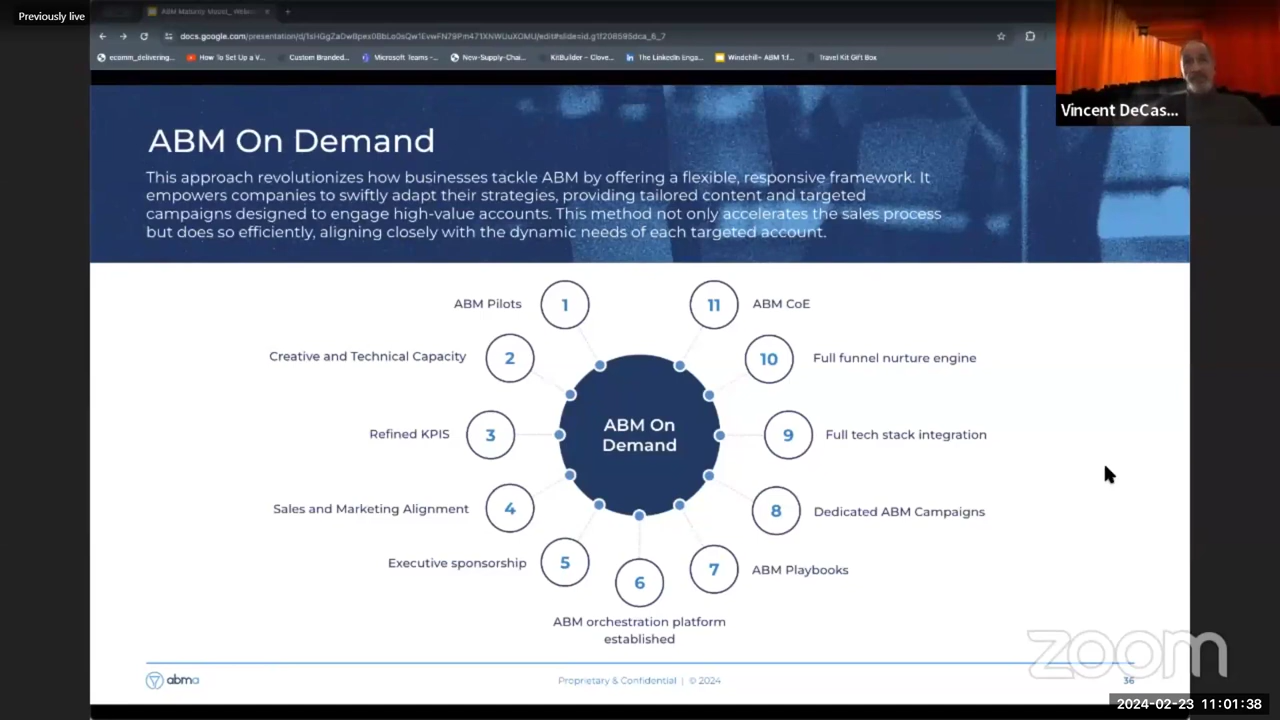 Previously live
ABM Maturity Model_ Webin
docs.google.com/presentation/d/
ecomm_delivering...
How To Set Up a V...
Custom Branded...
Microsoft Teams -...
New-Supply-Chai...
KitBuilder – Clove...
The LinkedIn Enga...
Windchill– ABM 1:f...
Travel Kit Gift Box
Vincent DeCas...
ABM On Demand
This approach revolutionizes how businesses tackle ABM by offering a flexible, responsive framework. It
empowers companies to swiftly adapt their strategies, providing tailored content and targeted
campaigns designed to engage high-value accounts. This method not only accelerates the sales process
but does so efficiently, aligning closely with the dynamic needs of each targeted account.
ABM Pilots 1
11 ABM CoE
Creative and Technical Capacity 2
10 Full funnel nurture engine
Refined KPIS 3
ABM On
Demand
9 Full tech stack integration
Sales and Marketing Alignment 4
8 Dedicated ABM Campaigns
Executive sponsorship 5
6
7 ABM Playbooks
ABM orchestration platform
established
zoom
abma
Proprietary & Confidential | © 2024
36
2024-02-23 11:01:38